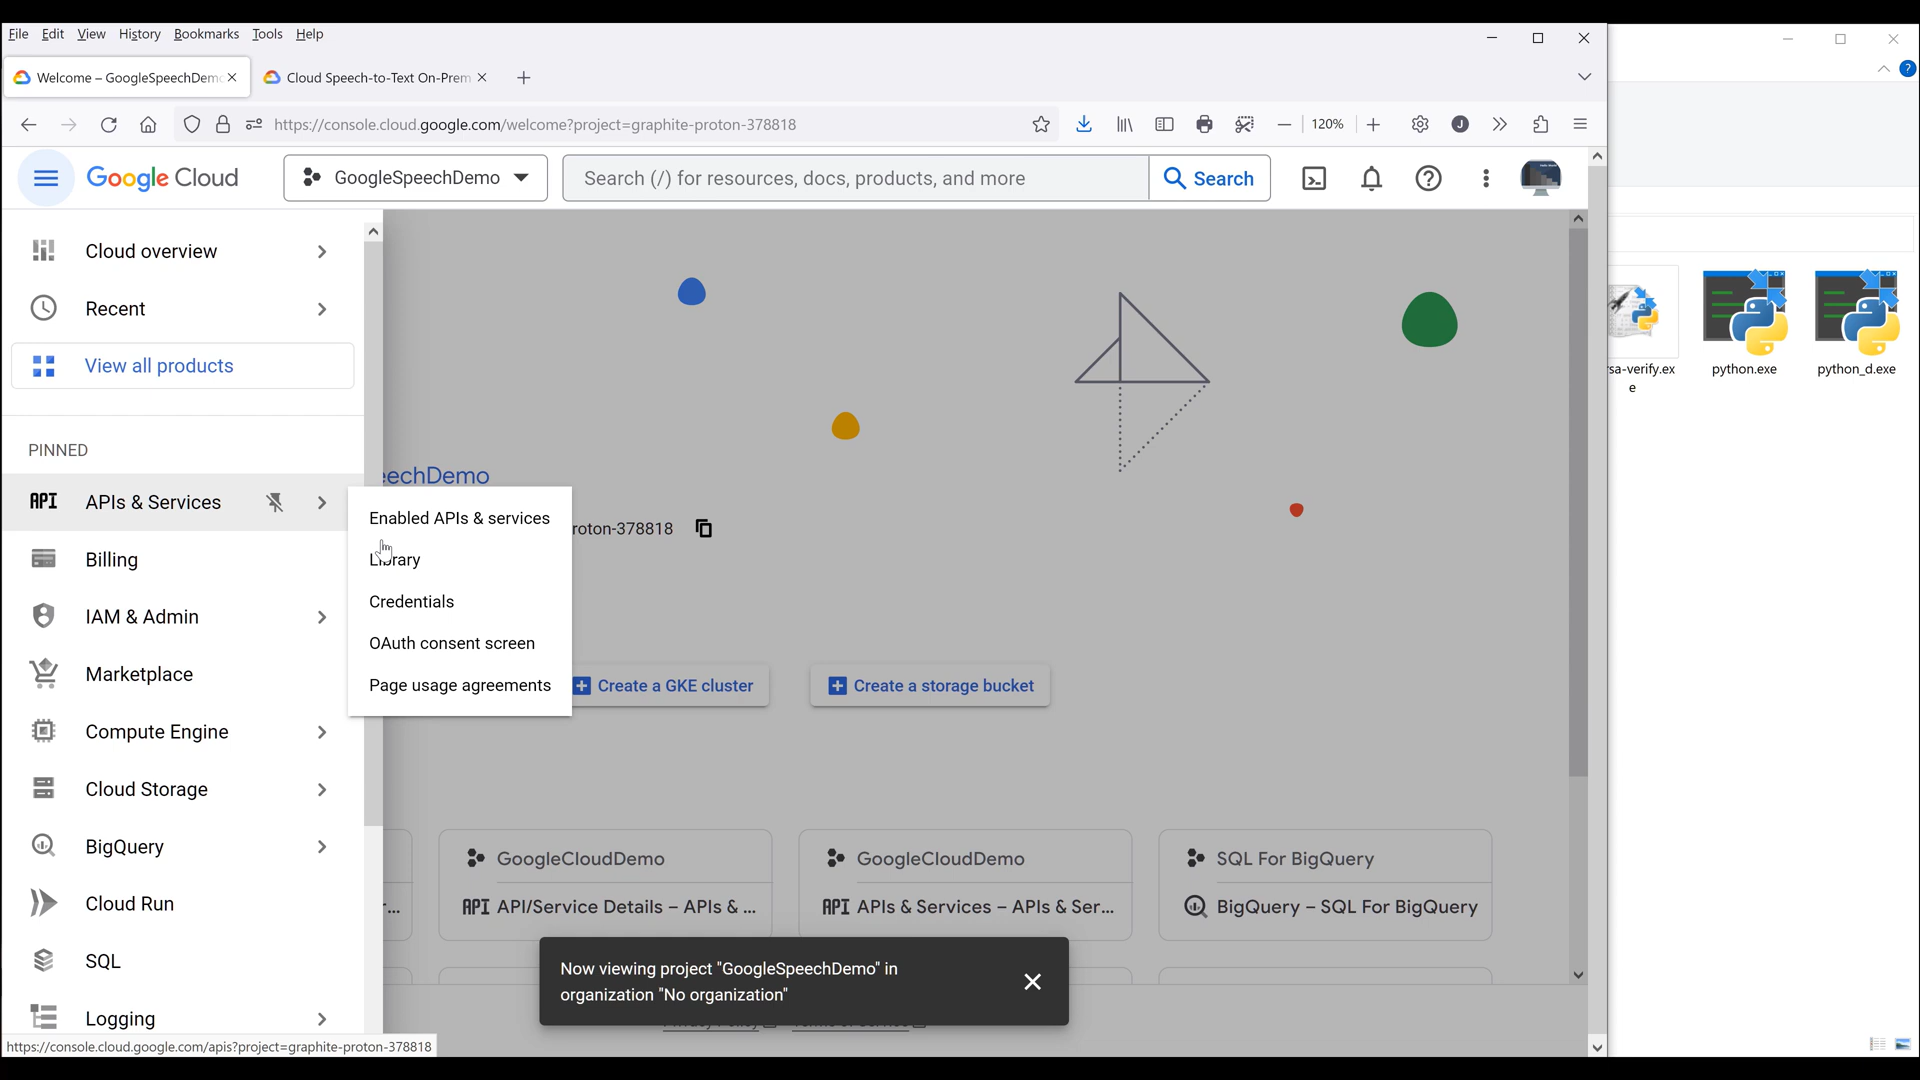 File Edit View History Bookmarks Tools Help
Welcome – GoogleSpeechDem
Cloud Speech-to-Text On-Prem
https://console.cloud.google.com/welcome?project=graphite-proton-378818
120%
J
?
Google Cloud
GoogleSpeechDemo
Search (/) for resources, docs, products, and more
Search
Cloud overview
Recent
View all products
PINNED
API APIs & Services
Billing
IAM & Admin
Marketplace
Compute Engine
Cloud Storage
BigQuery
Cloud Run
SQL
Logging
Enabled APIs & services
Library
Credentials
OAuth consent screen
Page usage agreements
eechDemo
roton-378818
Create a GKE cluster
Create a storage bucket
r...
GoogleCloudDemo
API API/Service Details – APIs & ...
GoogleCloudDemo
API APIs & Services – APIs & Ser...
SQL For BigQuery
BigQuery – SQL For BigQuery
Now viewing project "GoogleSpeechDemo" in
organization "No organization"
https://console.cloud.google.com/apis?project=graphite-proton-378818
sa-verify.ex
e
python.exe
python_d.exe